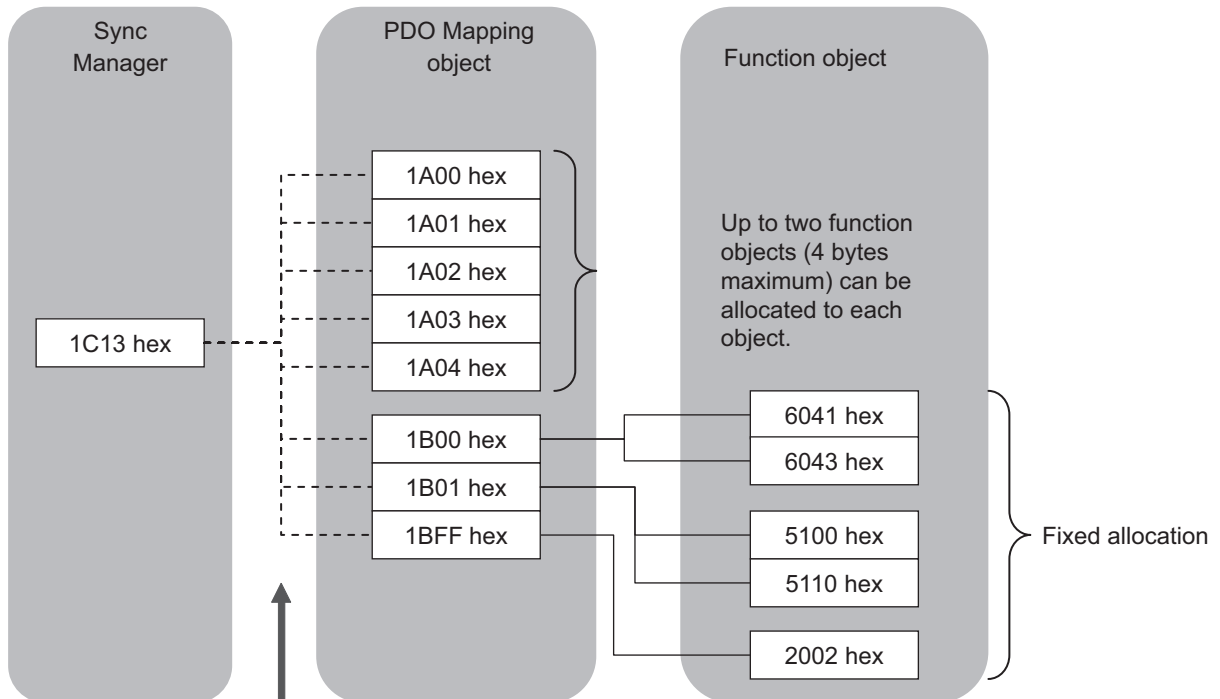 Sync
Manager
PDO Mapping
object
Function object
1A00 hex
1A01 hex
1A02 hex
1A03 hex
1A04 hex
Up to two function
objects (4 bytes
maximum) can be
allocated to each
object.
1C13 hex
1B00 hex
1B01 hex
1BFF hex
6041 hex
6043 hex
5100 hex
5110 hex
2002 hex
Fixed allocation